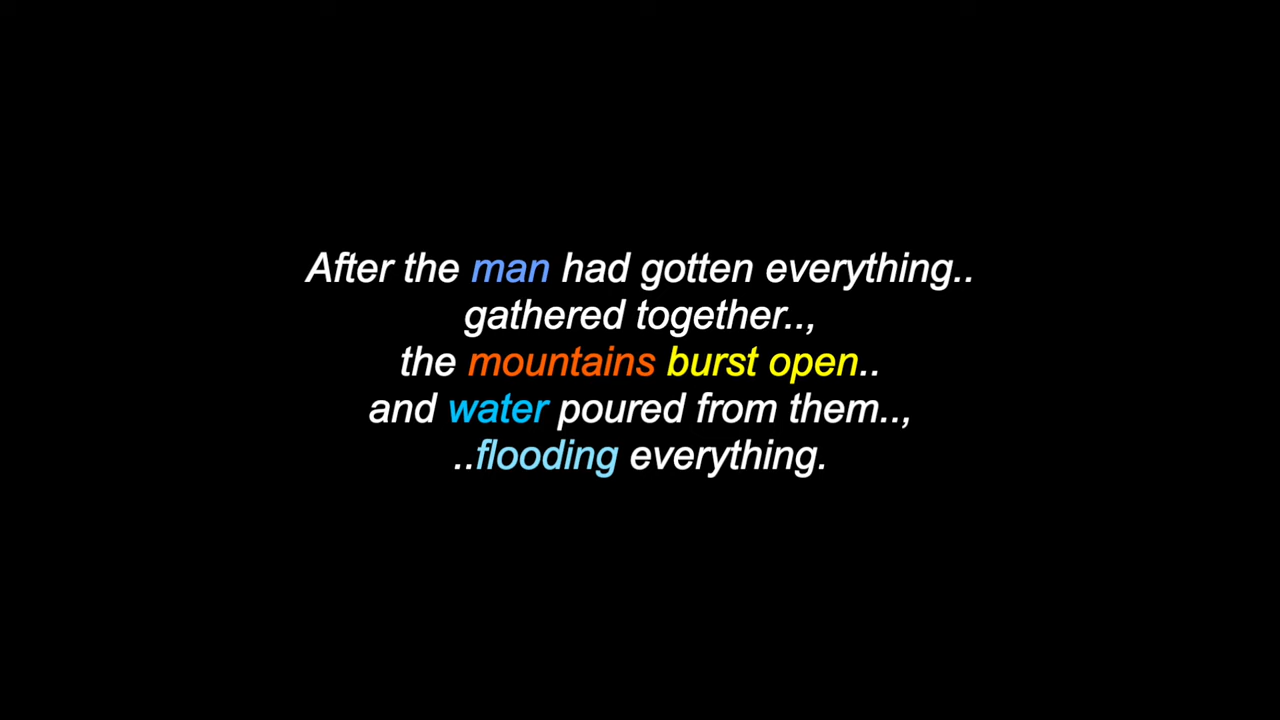 After the man had gotten everything..
gathered together..,
the mountains burst open..
and water poured from them..,
..flooding everything.